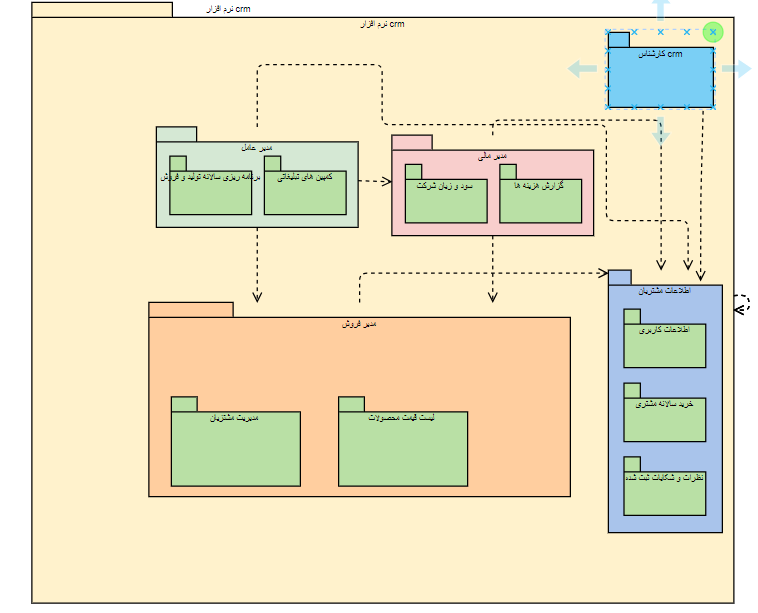 نرم افزار crm
نرم افزار crm
کارشناس crm
مدیر عامل
برنامه ریزی سالانه تولید و فروش
کمپین های تبلیغاتی
مدیر مالی
سود و زیان شرکت
گزارش هزینه ها
مدیر فروش
مدیریت مشتریان
لیست قیمت محصولات
اطلاعات مشتریان
اطلاعات کاربری
خرید سالانه مشتری
نظرات و شکایات ثبت شده